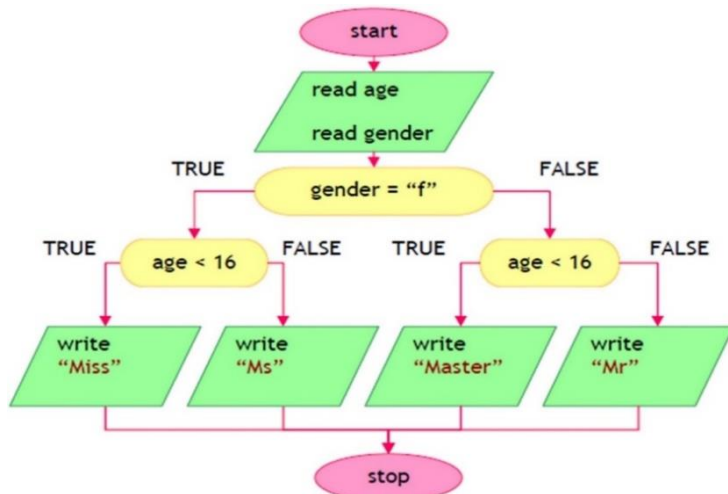 start
read age
read gender
TRUE
FALSE
gender = “f”
TRUE
FALSE
TRUE
FALSE
age < 16
age < 16
write
“Miss”
write
“Ms”
write
“Master”
write
“Mr”
stop